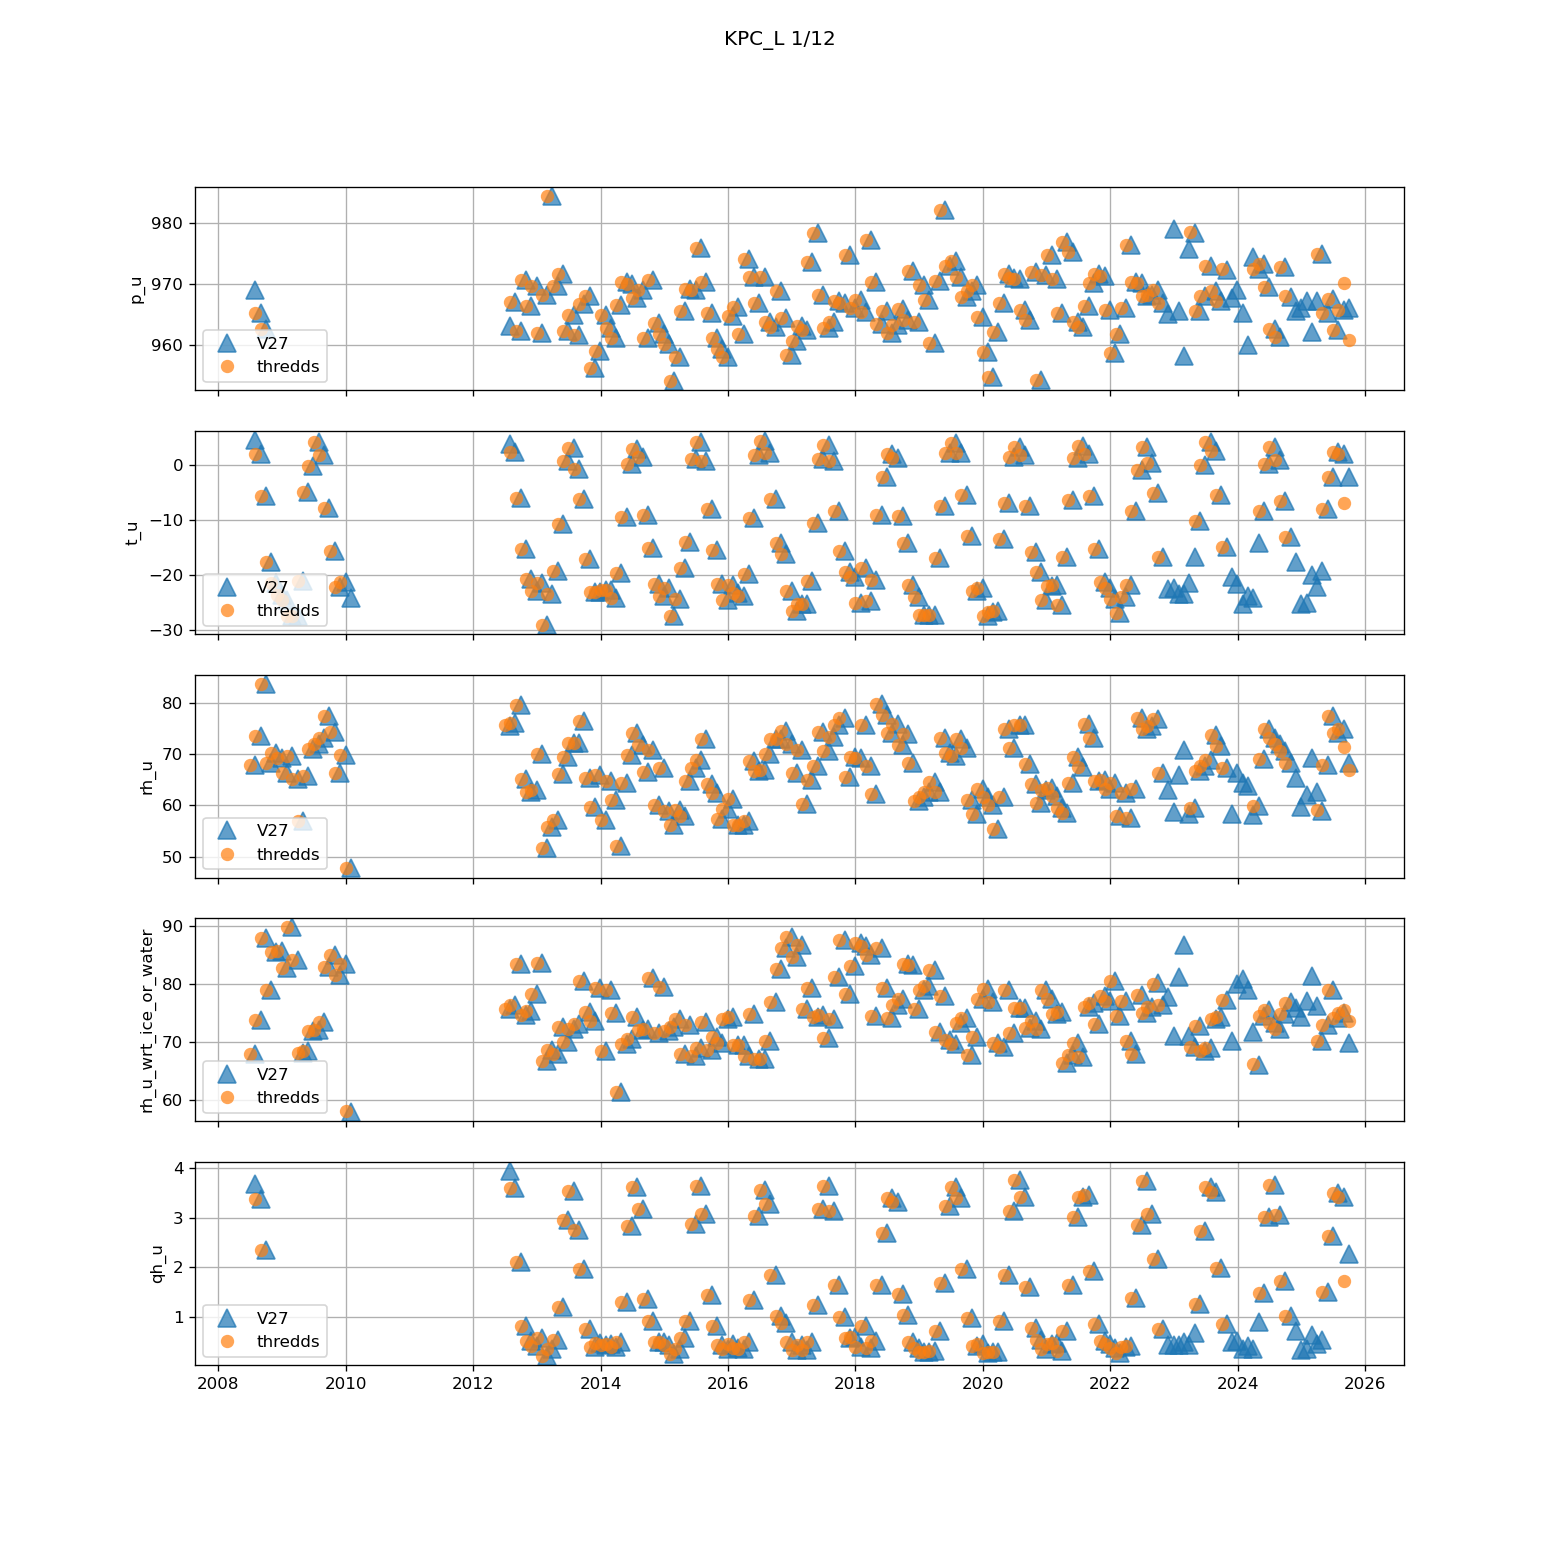 KPC_L 1/12
980
970
960
p_u
V27
thredds
0
−10
−20
−30
t_u
V27
thredds
80
70
60
50
rh_u
V27
thredds
90
80
70
60
rh_u_wrt_ice_or_water
V27
thredds
4
3
2
1
qh_u
V27
thredds
2008 2010 2012 2014 2016 2018 2020 2022 2024 2026